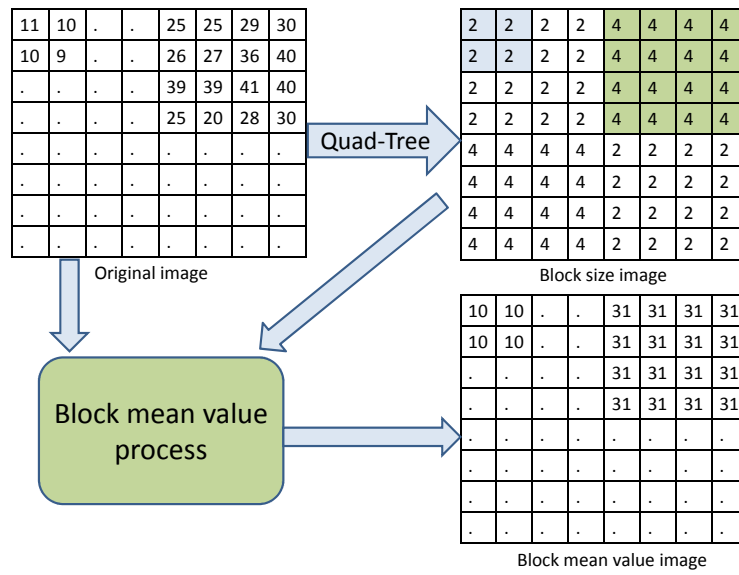 11 10 . . 25 25 29 30
10 9 . . 26 27 36 40
. . . . 39 39 41 40
. . . . 25 20 28 30
. . . . . . . .
. . . . . . . .
. . . . . . . .
. . . . . . . .
Original image
Quad-Tree
2 2 2 2 4 4 4 4
2 2 2 2 4 4 4 4
2 2 2 2 4 4 4 4
2 2 2 2 4 4 4 4
4 4 4 4 2 2 2 2
4 4 4 4 2 2 2 2
4 4 4 4 2 2 2 2
4 4 4 4 2 2 2 2
Block size image
Block mean value
process
10 10 . . 31 31 31 31
10 10 . . 31 31 31 31
. . . . 31 31 31 31
. . . . 31 31 31 31
. . . . . . . .
. . . . . . . .
. . . . . . . .
. . . . . . . .
Block mean value image